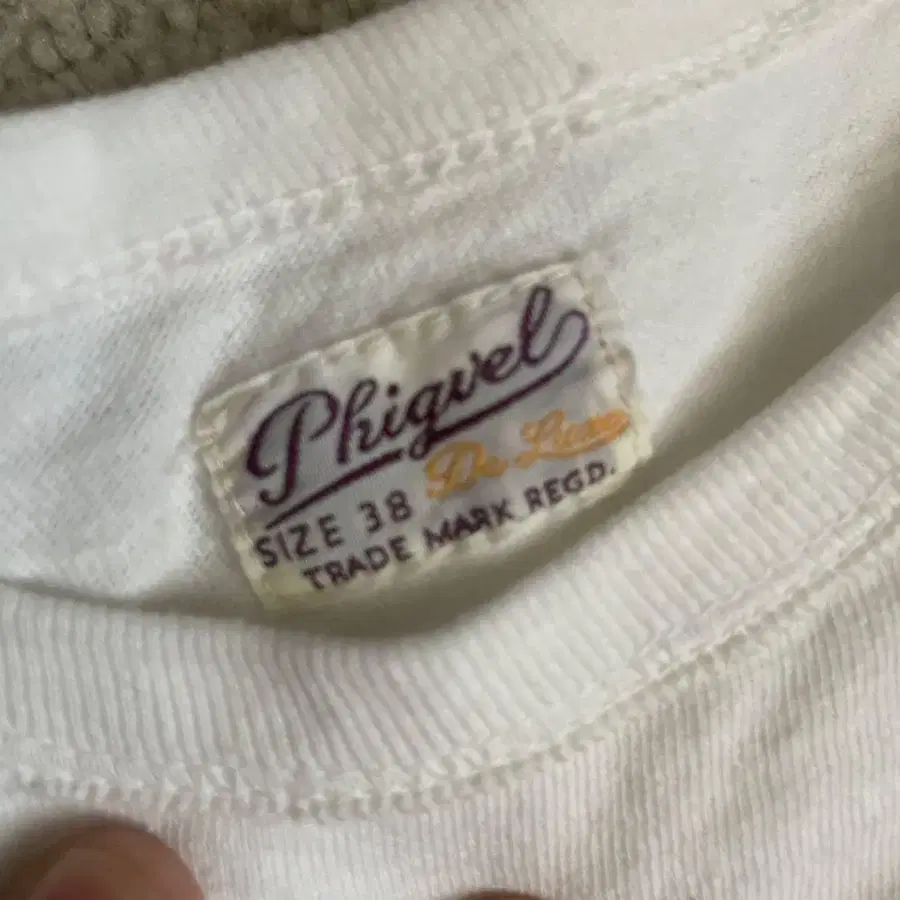 Phigvel
De Luxe
SIZE 38
TRADE MARK REGD.